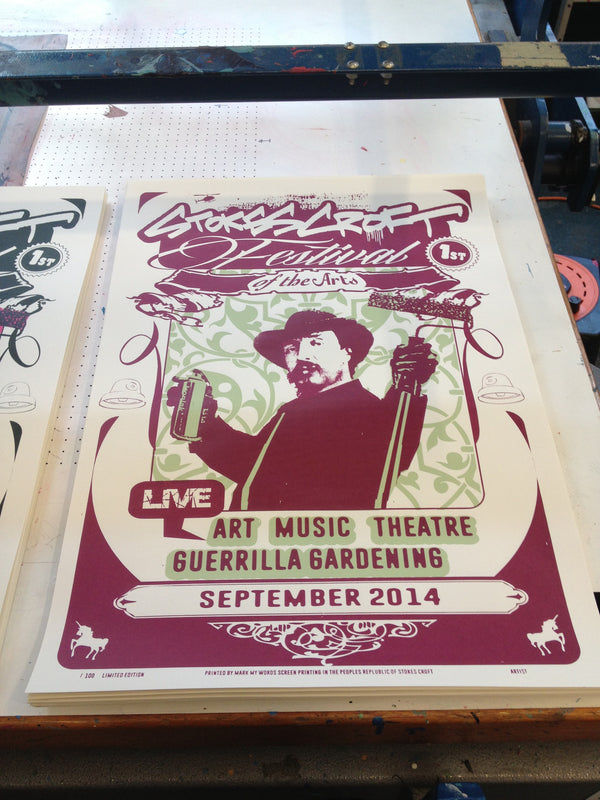 STOKES CROFT
Festival
1ST
of the Arts
LIVE
ART MUSIC THEATRE
GUERRILLA GARDENING
SEPTEMBER 2014
/ 100 LIMITED EDITION
PRINTED BY MARK MY WORDS SCREEN PRINTING IN THE PEOPLES REPUBLIC OF STOKES CROFT
ARTIST
1ST